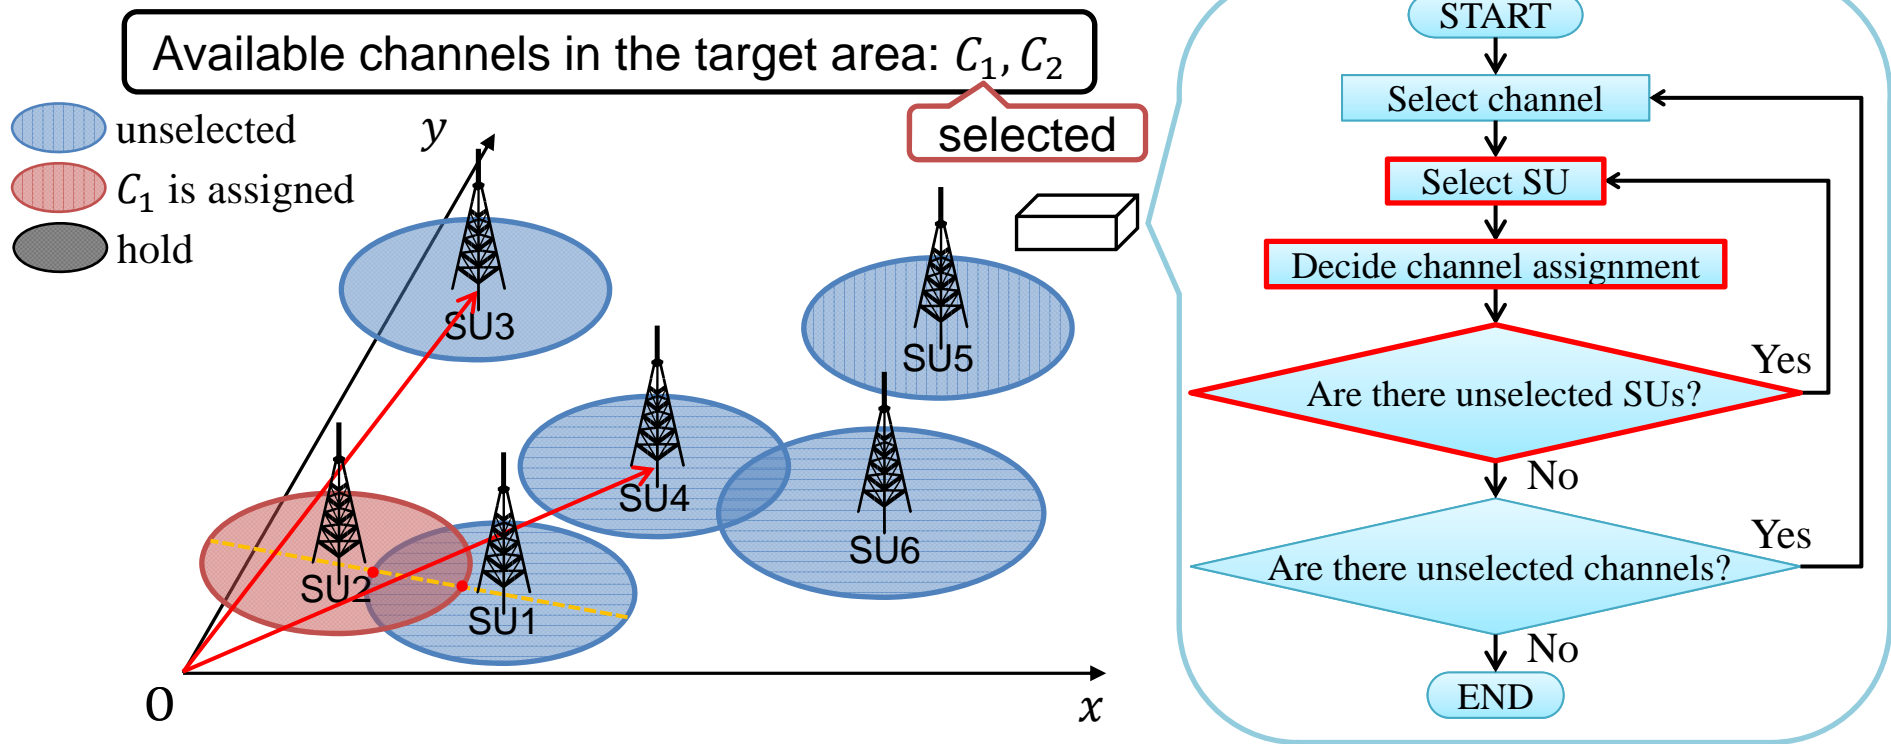 Available channels in the target area: C₁, C₂
selected
unselected
C₁ is assigned
hold
y
SU3
SU5
SU4
SU6
SU2
SU1
O
x
START
Select channel
Select SU
Decide channel assignment
Are there unselected SUs?
Yes
No
Are there unselected channels?
Yes
No
END